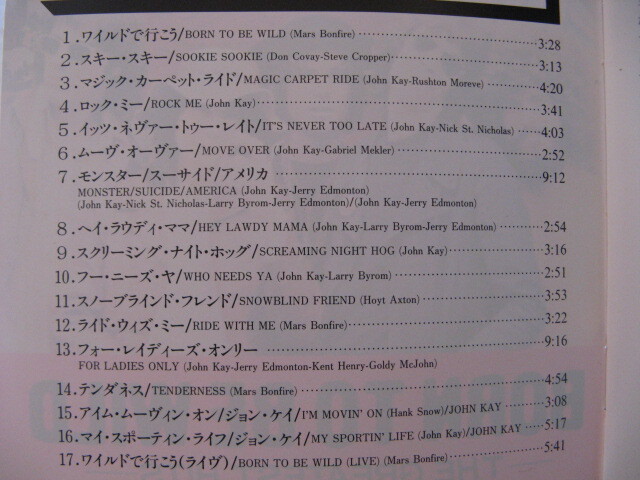 1．ワイルドで行こう/BORN TO BE WILD (Mars Bonfire) 3:28
2．スキー・スキー/SOOKIE SOOKIE (Don Covay-Steve Cropper) 3:13
3．マジック・カーペット・ライド/MAGIC CARPET RIDE (John Kay-Rushton Moreve) 4:20
4．ロック・ミー/ROCK ME (John Kay) 3:41
5．イッツ・ネヴァー・トゥー・レイト/IT'S NEVER TOO LATE (John Kay-Nick St. Nicholas) 4:03
6．ムーヴ・オーヴァー/MOVE OVER (John Kay-Gabriel Mekler) 2:52
7．モンスター/スーサイド/アメリカ 9:12
MONSTER/SUICIDE/AMERICA (John Kay-Jerry Edmonton)
(John Kay-Nick St. Nicholas-Larry Byrom-Jerry Edmonton)/(John Kay-Jerry Edmonton)
8．ヘイ・ラウディ・ママ/HEY LAWDY MAMA (John Kay-Larry Byrom-Jerry Edmonton) 2:54
9．スクリーミング・ナイト・ホッグ/SCREAMING NIGHT HOG (John Kay) 3:16
10．フー・ニーズ・ヤ/WHO NEEDS YA (John Kay-Larry Byrom) 2:51
11．スノーブラインド・フレンド/SNOWBLIND FRIEND (Hoyt Axton) 3:53
12．ライド・ウィズ・ミー/RIDE WITH ME (Mars Bonfire) 3:22
13．フォー・レイディーズ・オンリー 9:16
FOR LADIES ONLY (John Kay-Jerry Edmonton-Kent Henry-Goldy McJohn)
14．テンダネス/TENDERNESS (Mars Bonfire) 4:54
15．アイム・ムーヴィン・オン/ジョン・ケイ/I'M MOVIN' ON (Hank Snow)/JOHN KAY 3:08
16．マイ・スポーティン・ライフ/ジョン・ケイ/MY SPORTIN' LIFE (John Kay)/JOHN KAY 5:17
17．ワイルドで行こう(ライヴ)/BORN TO BE WILD (LIVE) (Mars Bonfire) 5:41